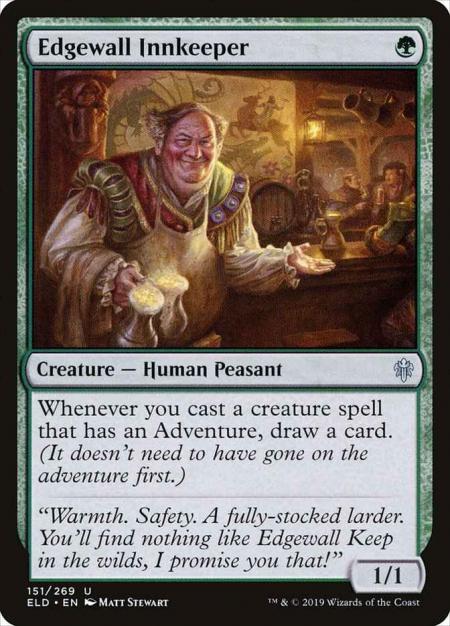 Edgewall Innkeeper
Creature — Human Peasant
Whenever you cast a creature spell
that has an Adventure, draw a card.
(It doesn't need to have gone on the
adventure first.)
“Warmth. Safety. A fully-stocked larder.
You'll find nothing like Edgewall Keep
in the wilds, I promise you that!”
1/1
151/269 U
ELD • EN Matt Stewart
™ & © 2019 Wizards of the Coast